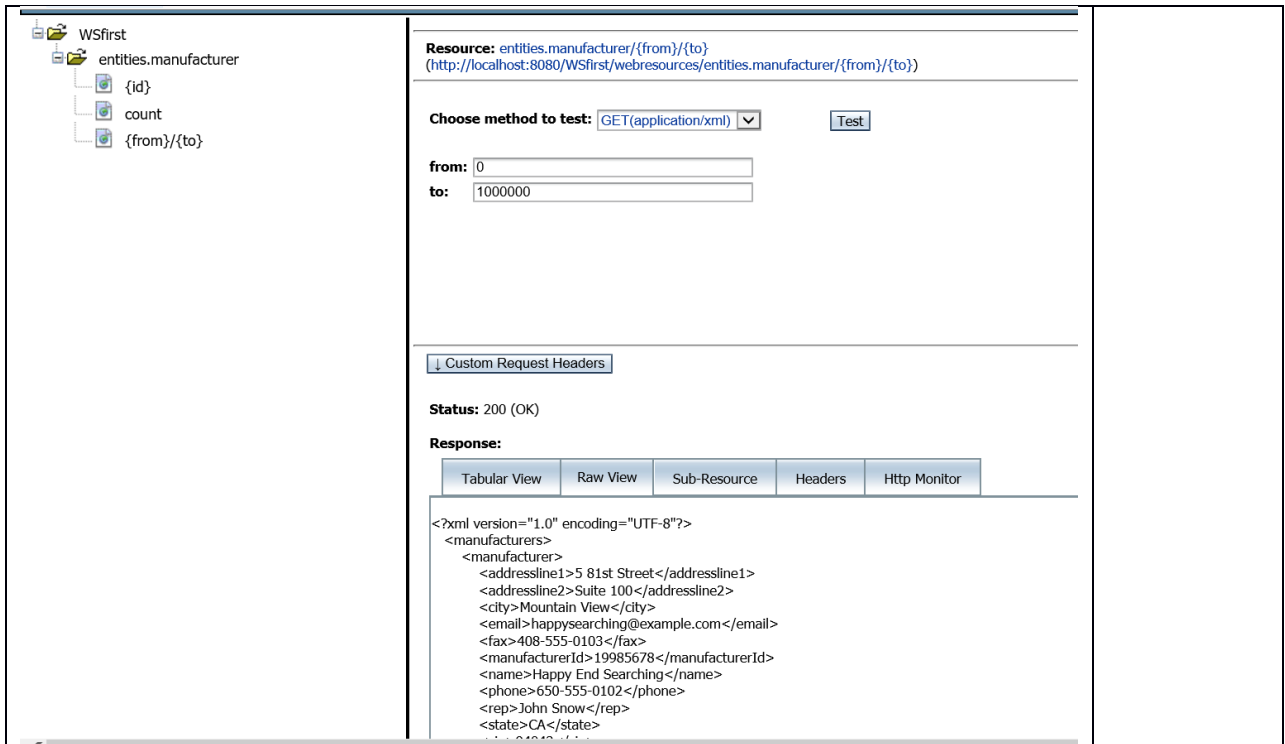 WSfirst
entities.manufacturer
{id}
count
{from}/{to}
Resource: entities.manufacturer/{from}/{to}
(http://localhost:8080/WSfirst/webresources/entities.manufacturer/{from}/{to})
Choose method to test: GET(application/xml) Test
from: 0
to: 1000000
↓ Custom Request Headers
Status: 200 (OK)
Response:
Tabular View Raw View Sub-Resource Headers Http Monitor
<?xml version="1.0" encoding="UTF-8"?>
<manufacturers>
<manufacturer>
<addressline1>5 81st Street</addressline1>
<addressline2>Suite 100</addressline2>
<city>Mountain View</city>
<email>happysearching@example.com</email>
<fax>408-555-0103</fax>
<manufacturerId>19985678</manufacturerId>
<name>Happy End Searching</name>
<phone>650-555-0102</phone>
<rep>John Snow</rep>
<state>CA</state>